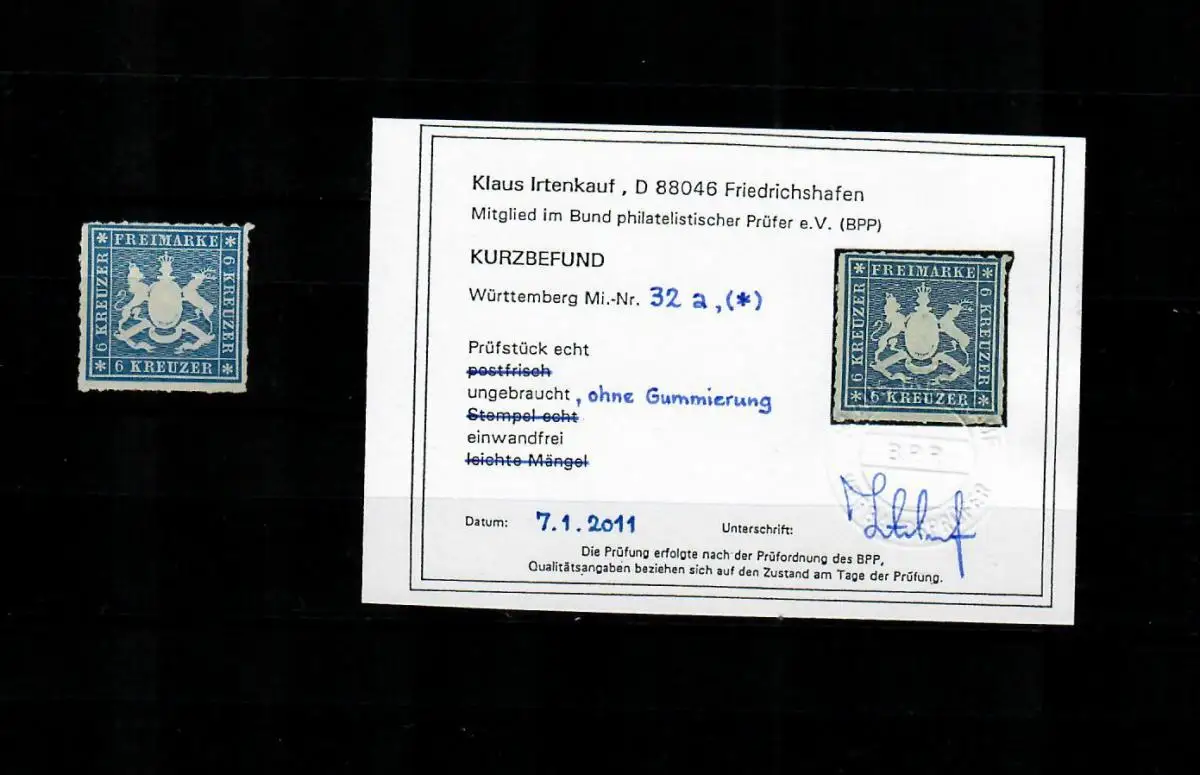 FREIMARKE
6 KREUZER
6 KREUZER
6 KREUZER
Klaus Irtenkauf, D 88046 Friedrichshafen
Mitglied im Bund philatelistischer Prüfer e.V. (BPP)
KURZBEFUND
Württemberg Mi.-Nr. 32 a, (*)
Prüfstück echt
postfrisch
ungebraucht, ohne Gummierung
Stempel echt
einwandfrei
leichte Mängel
FREIMARKE
6 KREUZER
6 KREUZER
6 KREUZER
BPP
Datum: 7.1.2011 Unterschrift:
Die Prüfung erfolgte nach der Prüfordnung des BPP,
Qualitätsangaben beziehen sich auf den Zustand am Tage der Prüfung.